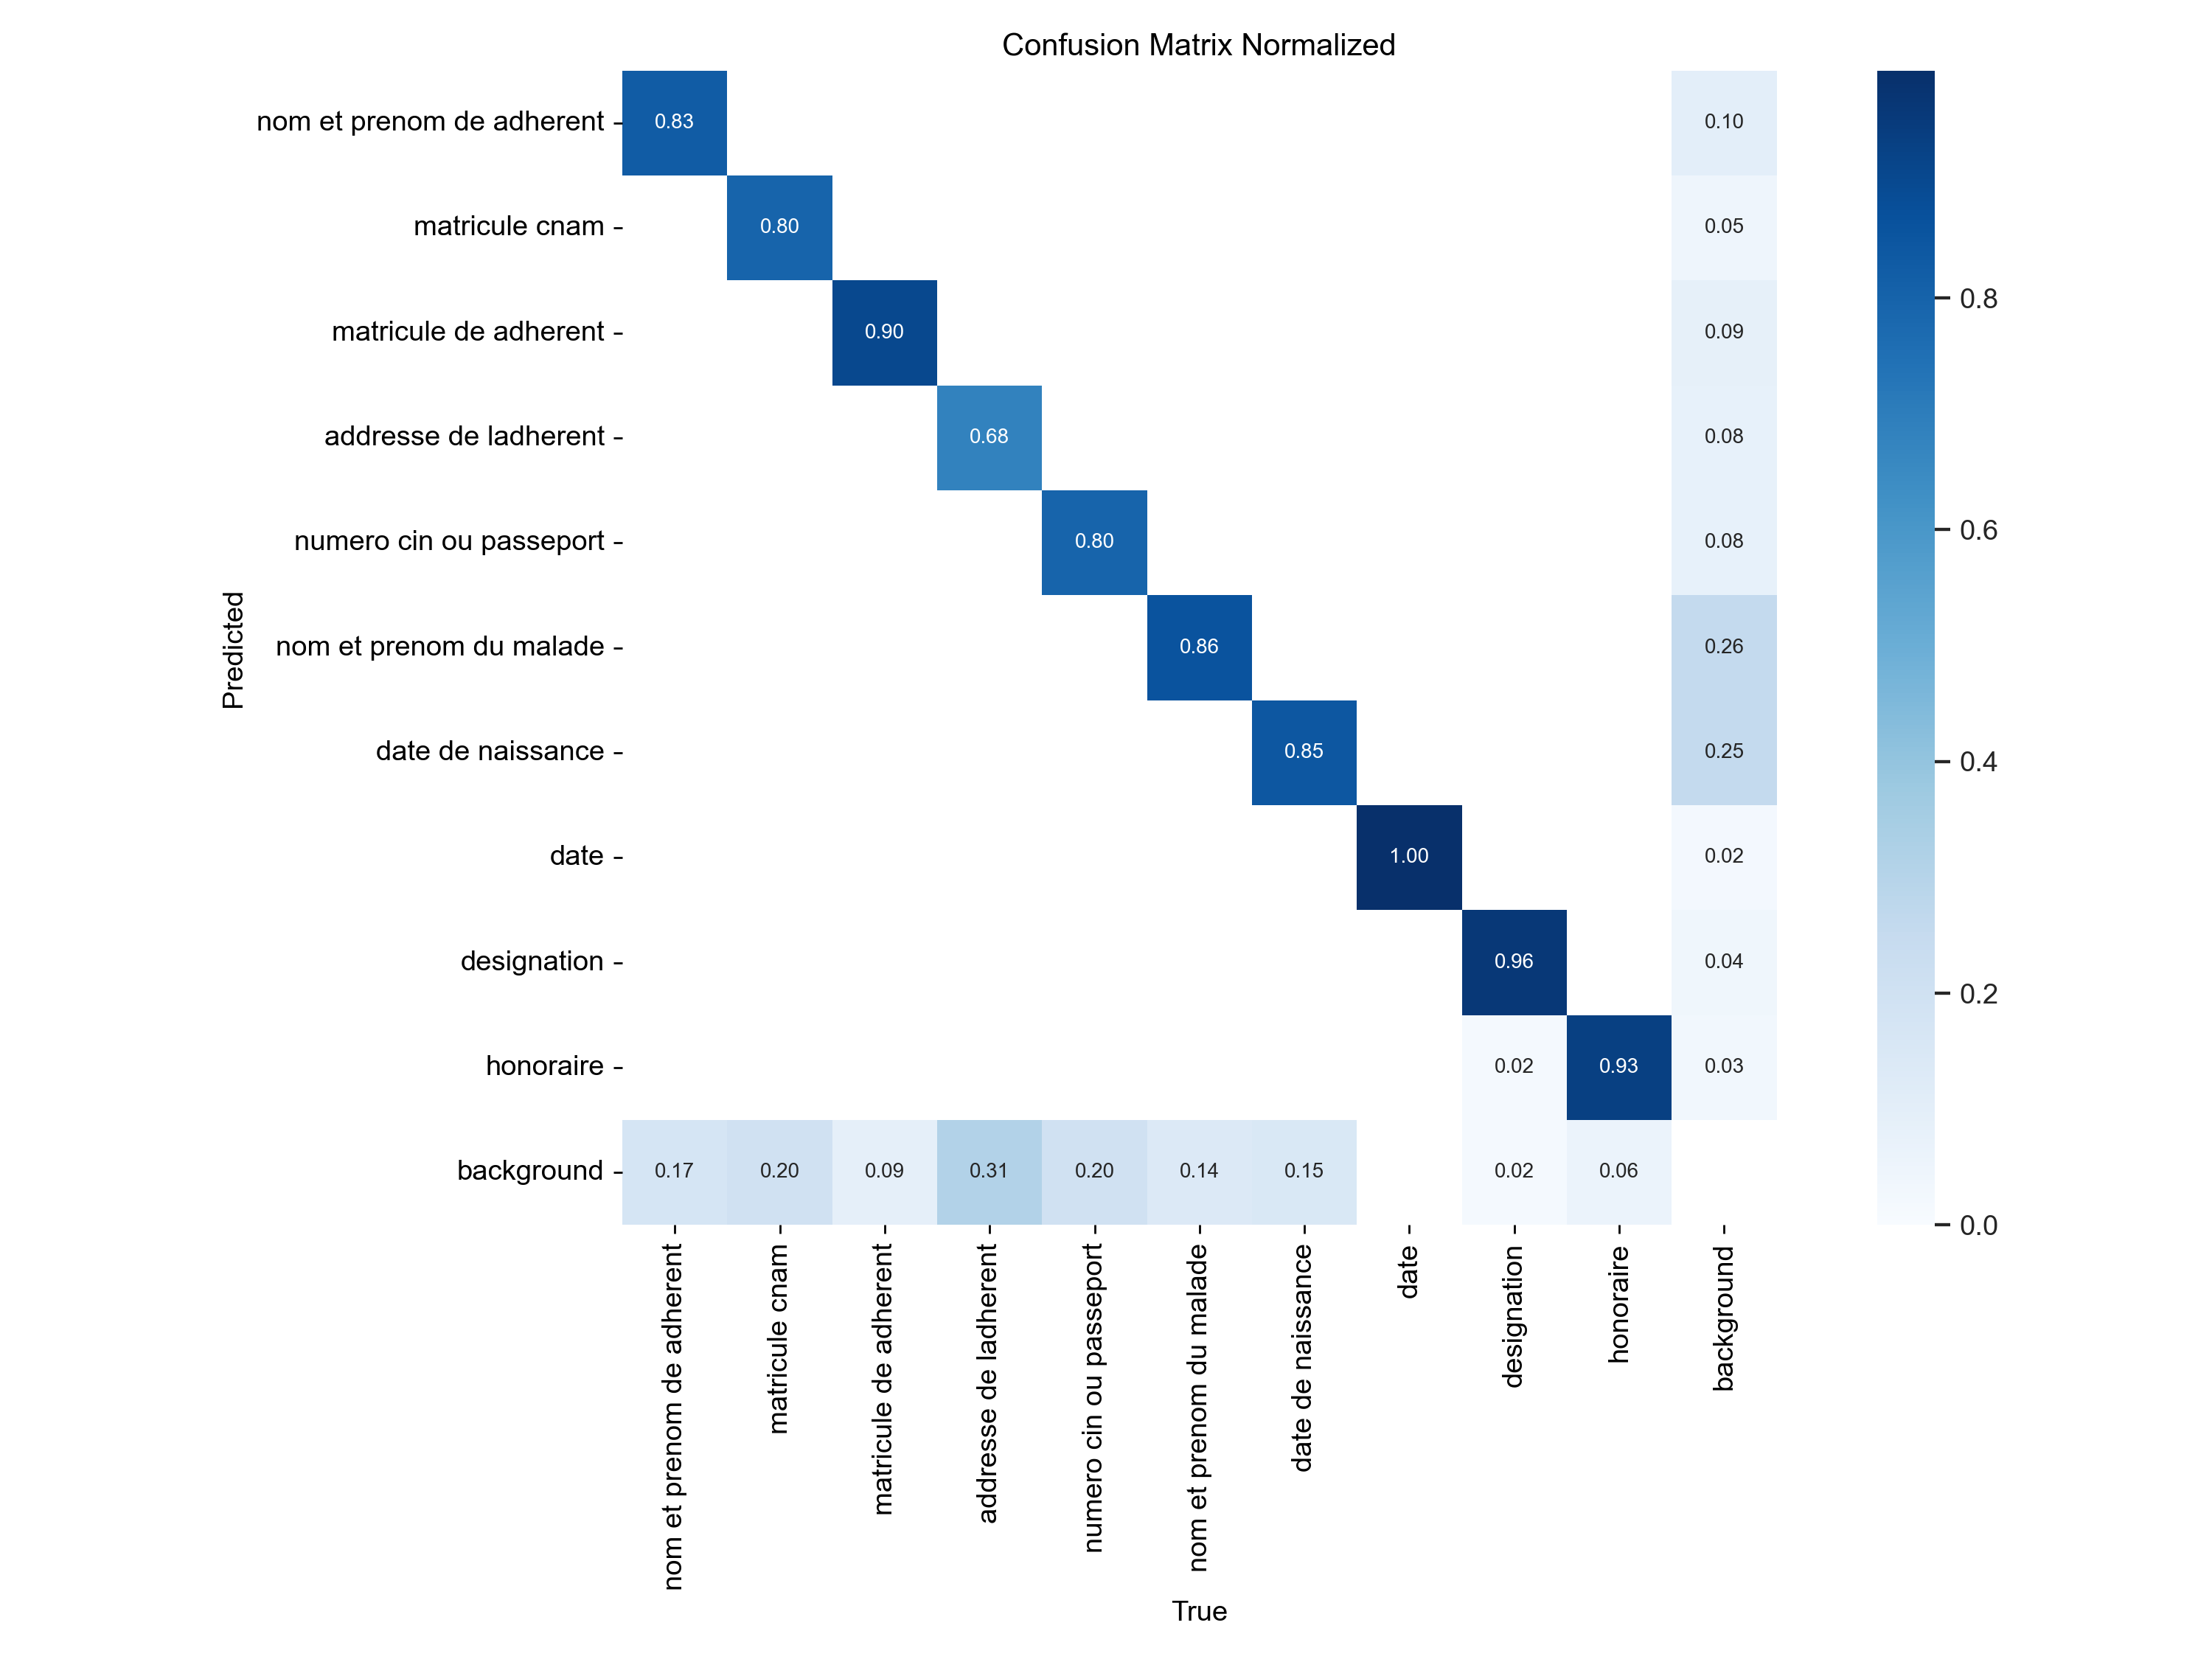 Confusion Matrix Normalized
nom et prenom de adherent 0.83 0.10
matricule cnam 0.80 0.05
matricule de adherent 0.90 0.09
addresse de ladherent 0.68 0.08
numero cin ou passeport 0.80 0.08
nom et prenom du malade 0.86 0.26
date de naissance 0.85 0.25
date 1.00 0.02
designation 0.96 0.04
honoraire 0.02 0.93 0.03
background 0.17 0.20 0.09 0.31 0.20 0.14 0.15 0.02 0.06
Predicted
nom et prenom de adherent
matricule cnam
matricule de adherent
addresse de ladherent
numero cin ou passeport
nom et prenom du malade
date de naissance
date
designation
honoraire
background
True
0.8
0.6
0.4
0.2
0.0